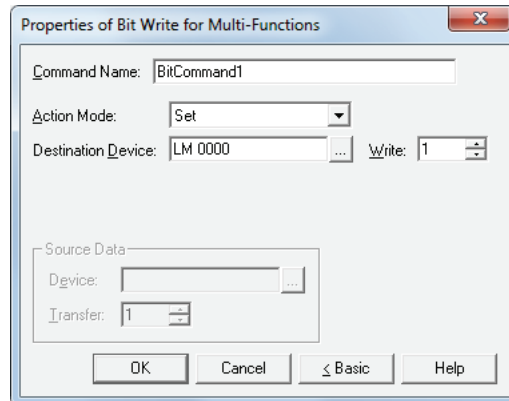 Properties of Bit Write for Multi-Functions
Command Name: BitCommand1
Action Mode: Set
Destination Device: LM 0000 ... Write: 1
Source Data
Device: ...
Transfer: 1
OK Cancel < Basic Help